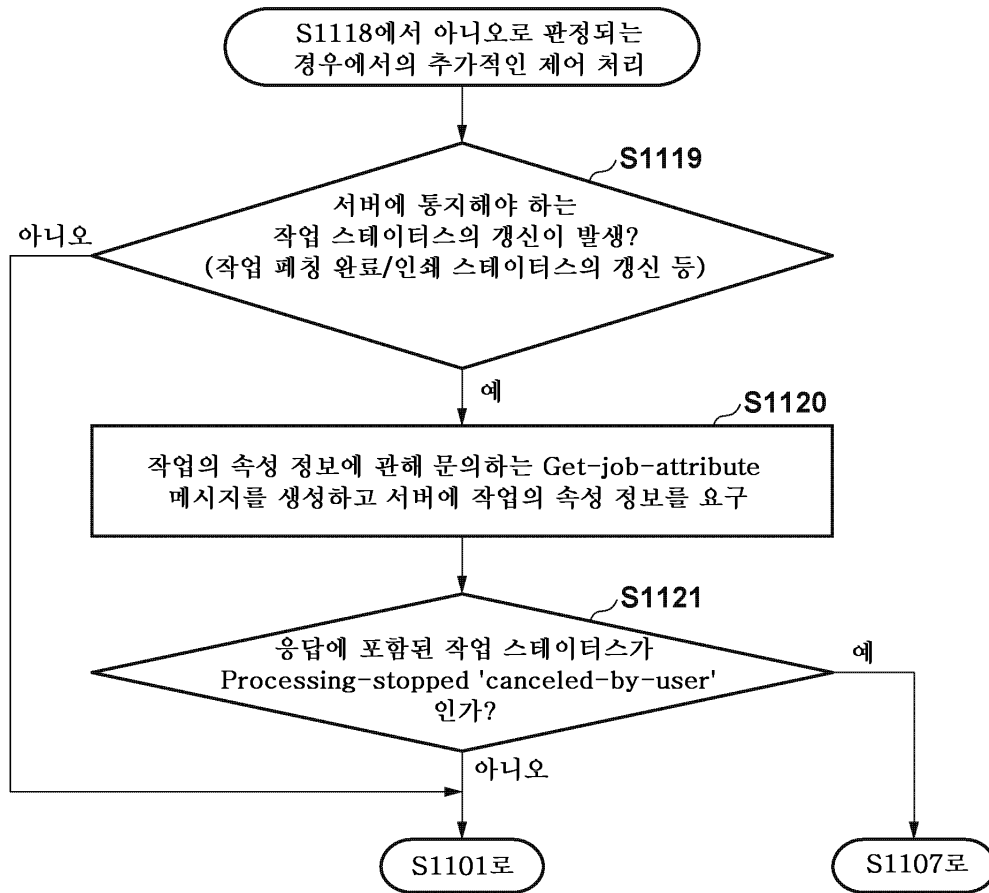 S1118에서 아니오로 판정되는
경우에서의 추가적인 제어 처리
S1119
서버에 통지해야 하는
작업 스테이터스의 갱신이 발생?
(작업 페칭 완료/인쇄 스테이터스의 갱신 등)
아니오
예
S1120
작업의 속성 정보에 관해 문의하는 Get-job-attribute
메시지를 생성하고 서버에 작업의 속성 정보를 요구
S1121
응답에 포함된 작업 스테이터스가
Processing-stopped 'canceled-by-user'
인가?
예
아니오
S1101로
S1107로